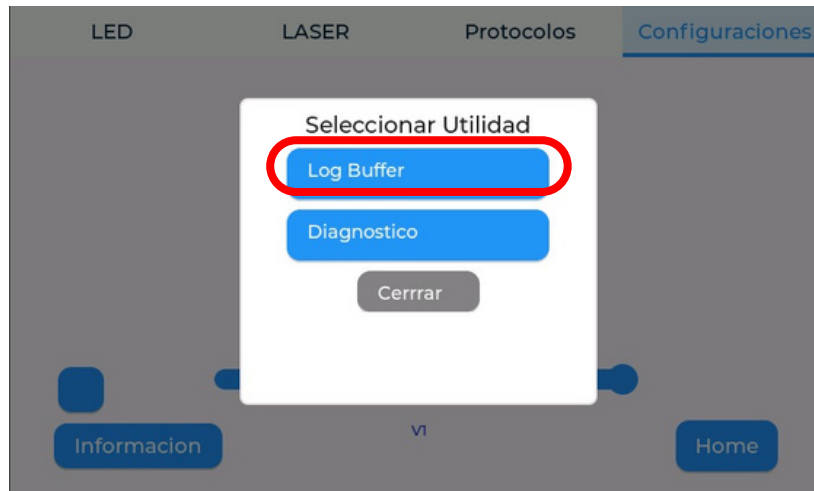 LED LASER Protocolos Configuraciones
Seleccionar Utilidad
Log Buffer
Diagnostico
Cerrrar
V1
Informacion Home